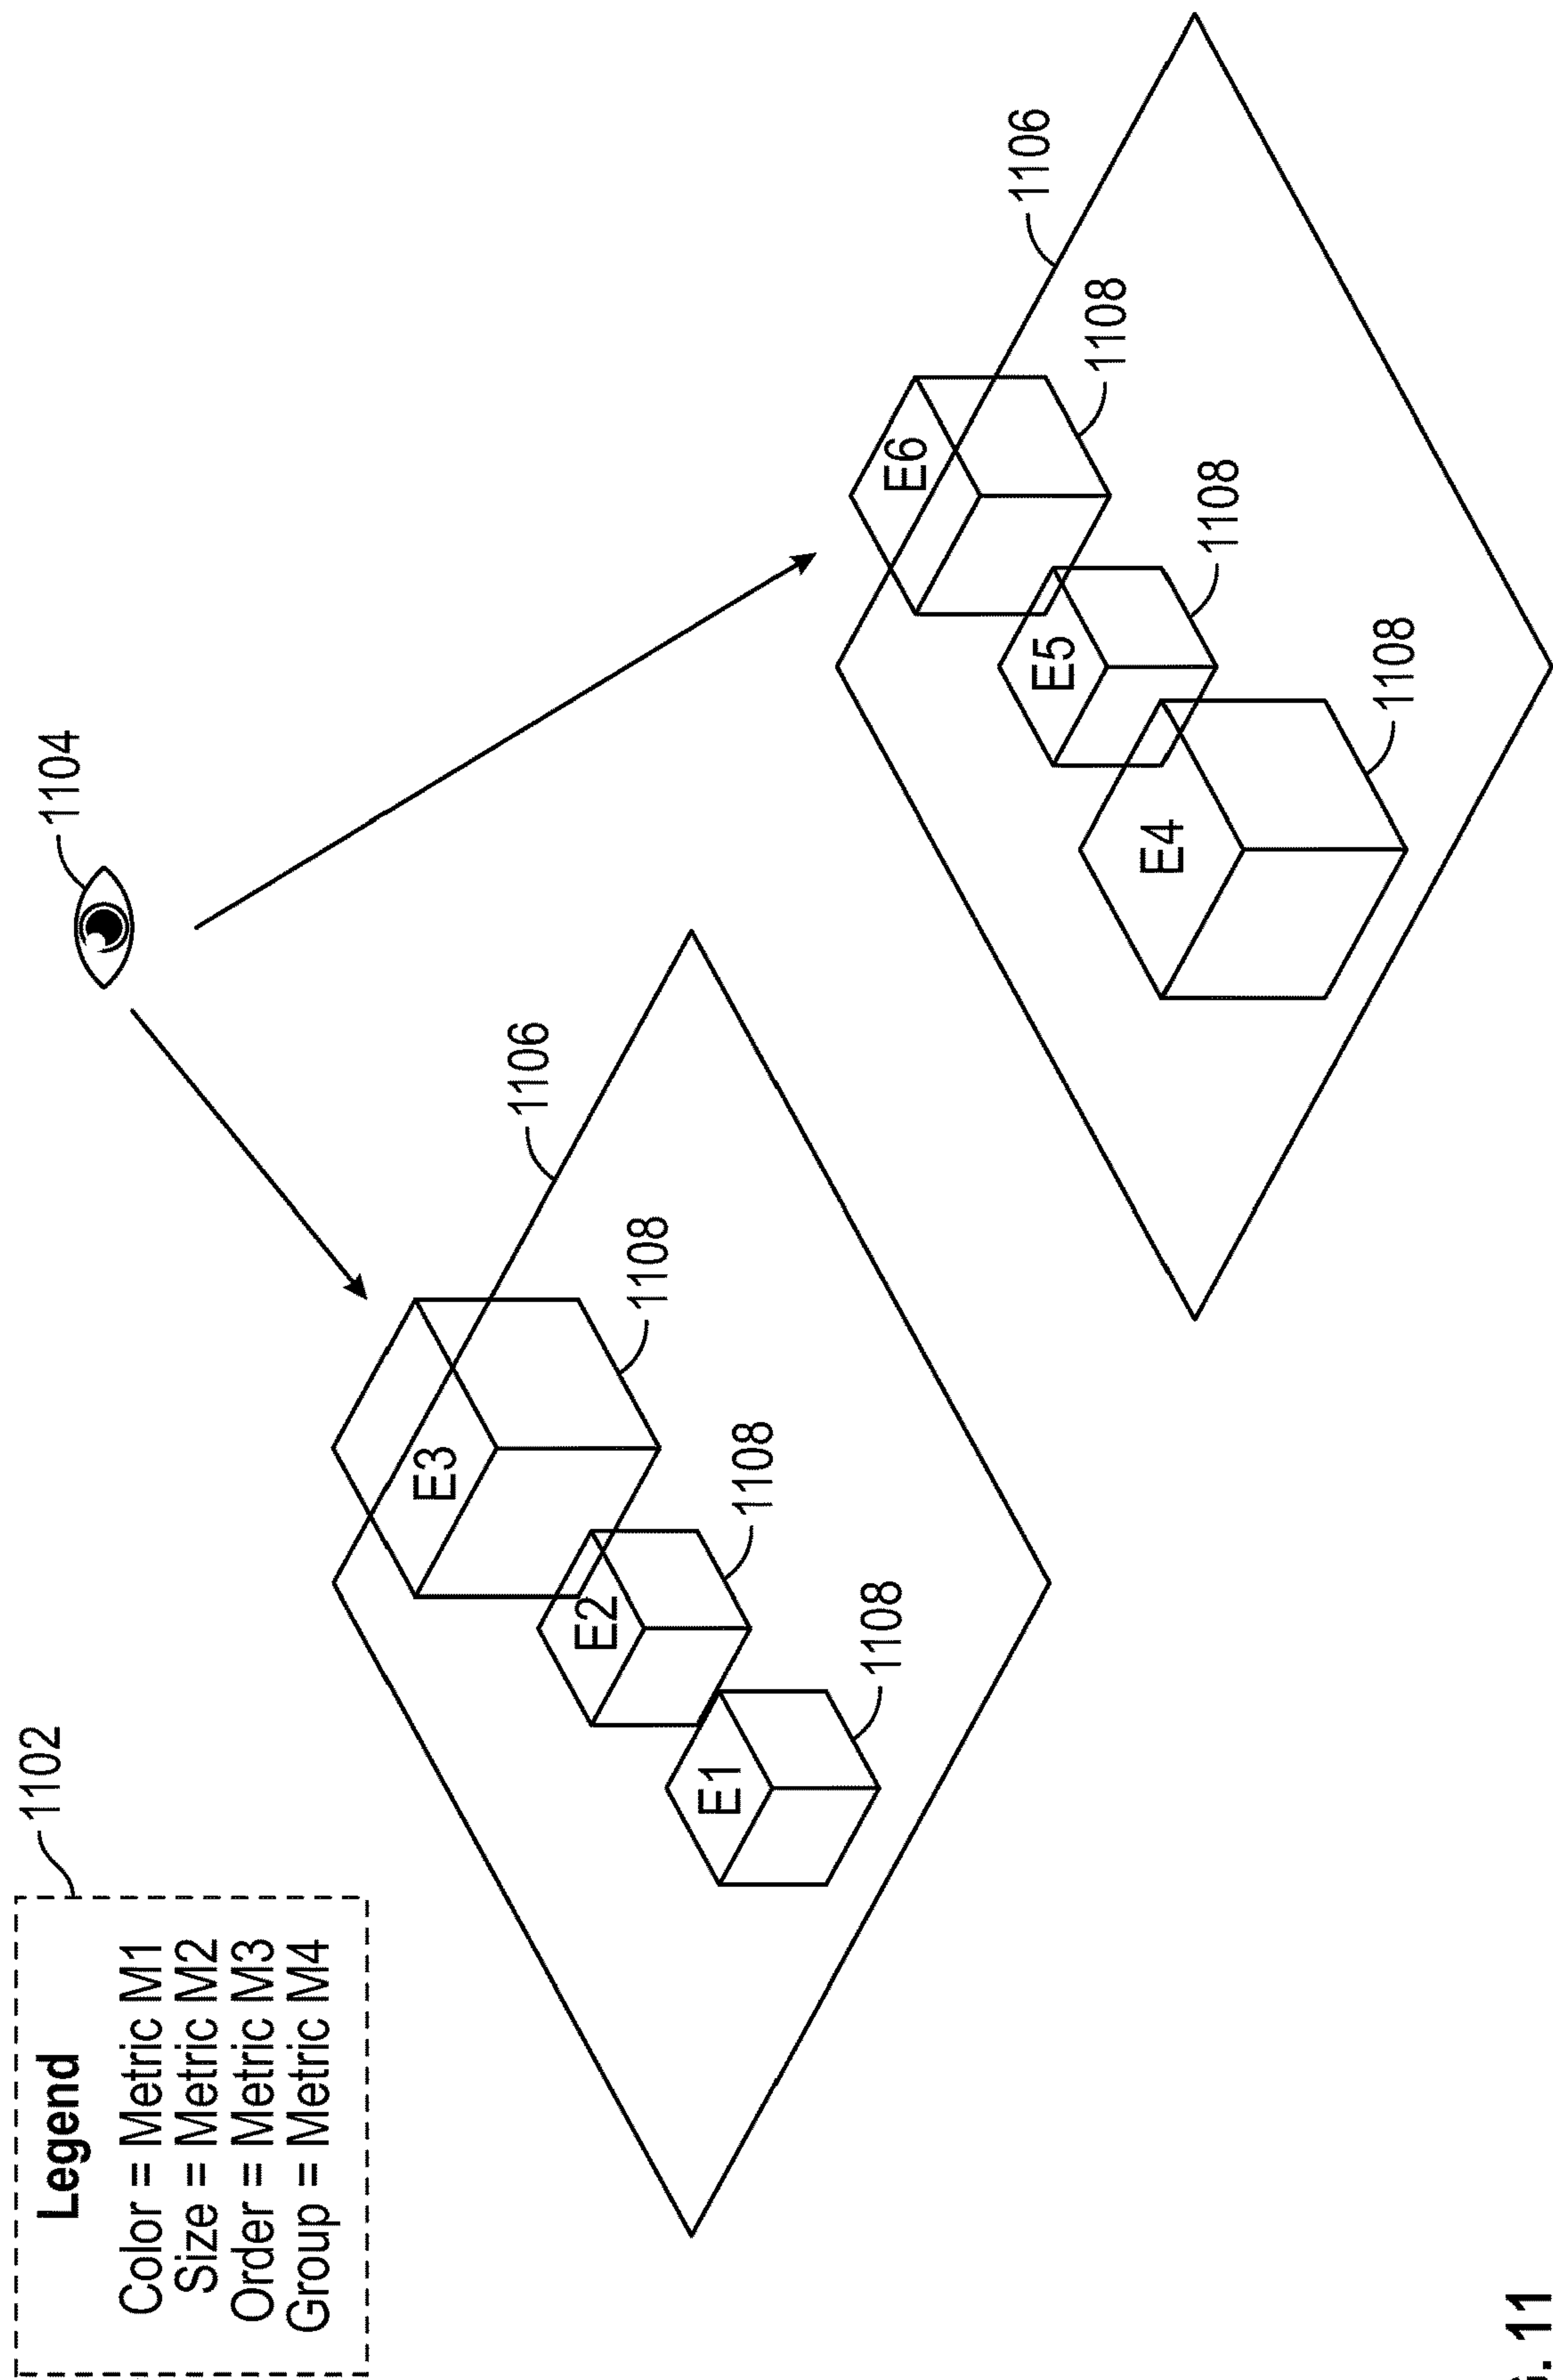 Legend
Color = Metric M1
Size = Metric M2
Order = Metric M3
Group = Metric M4
1102
1104
1106
E3
1108
E2
1108
E1
1108
1106
E6
1108
E5
1108
E4
1108
. 11